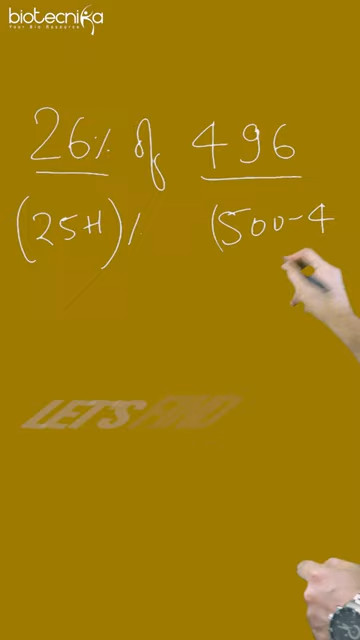 biotecnika
Your Bio Resource
26% of 496
(25+1)% (500-4
LET'S FIND